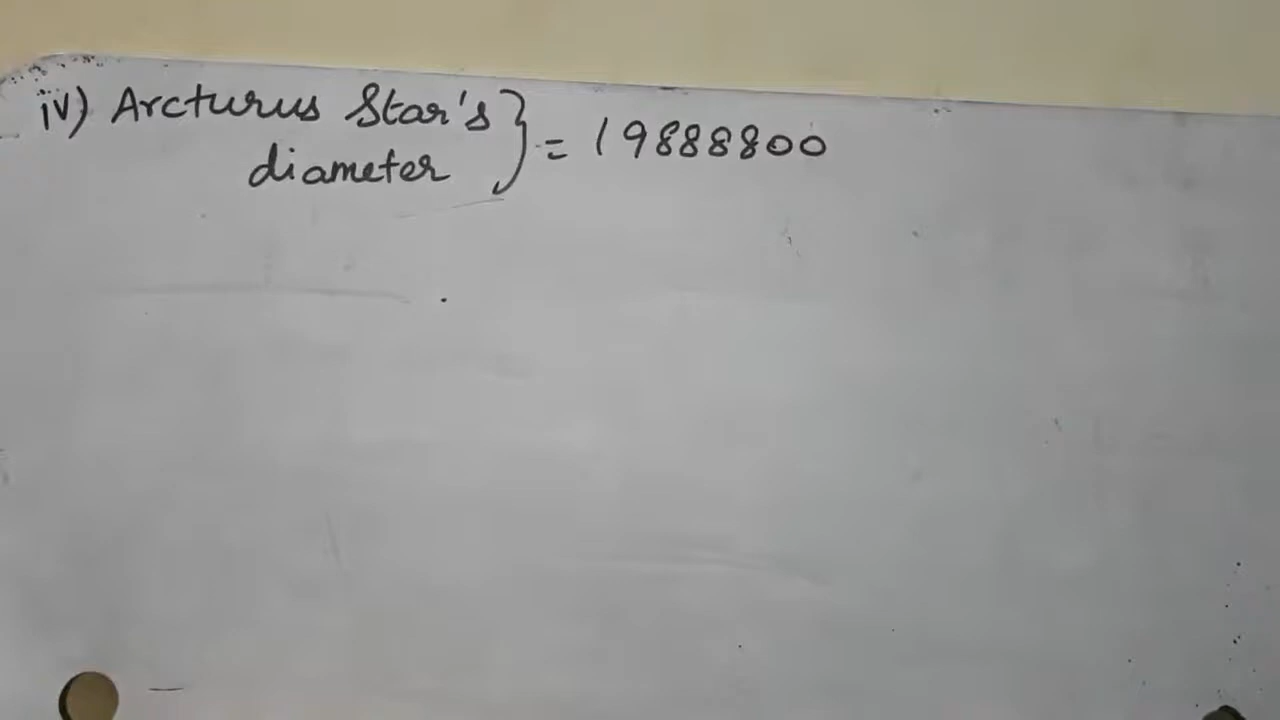 iv) Arcturus Star's
diameter } = 19888800